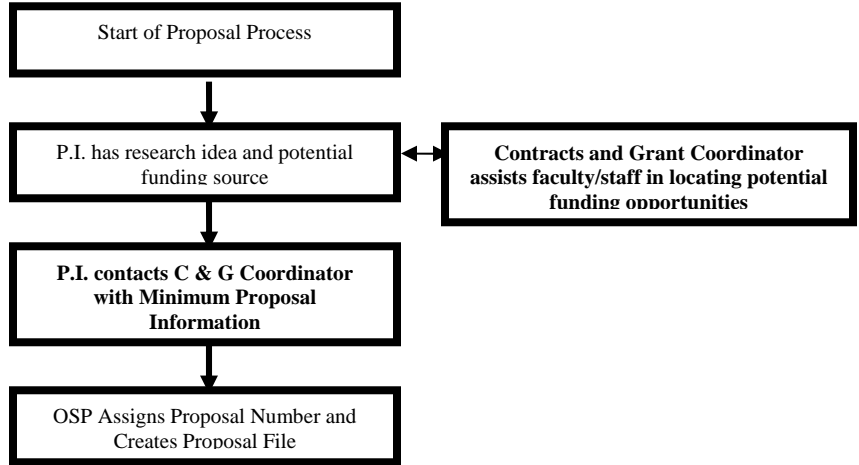 Start of Proposal Process
P.I. has research idea and potential
funding source
Contracts and Grant Coordinator
assists faculty/staff in locating potential
funding opportunities
P.I. contacts C & G Coordinator
with Minimum Proposal
Information
OSP Assigns Proposal Number and
Creates Proposal File